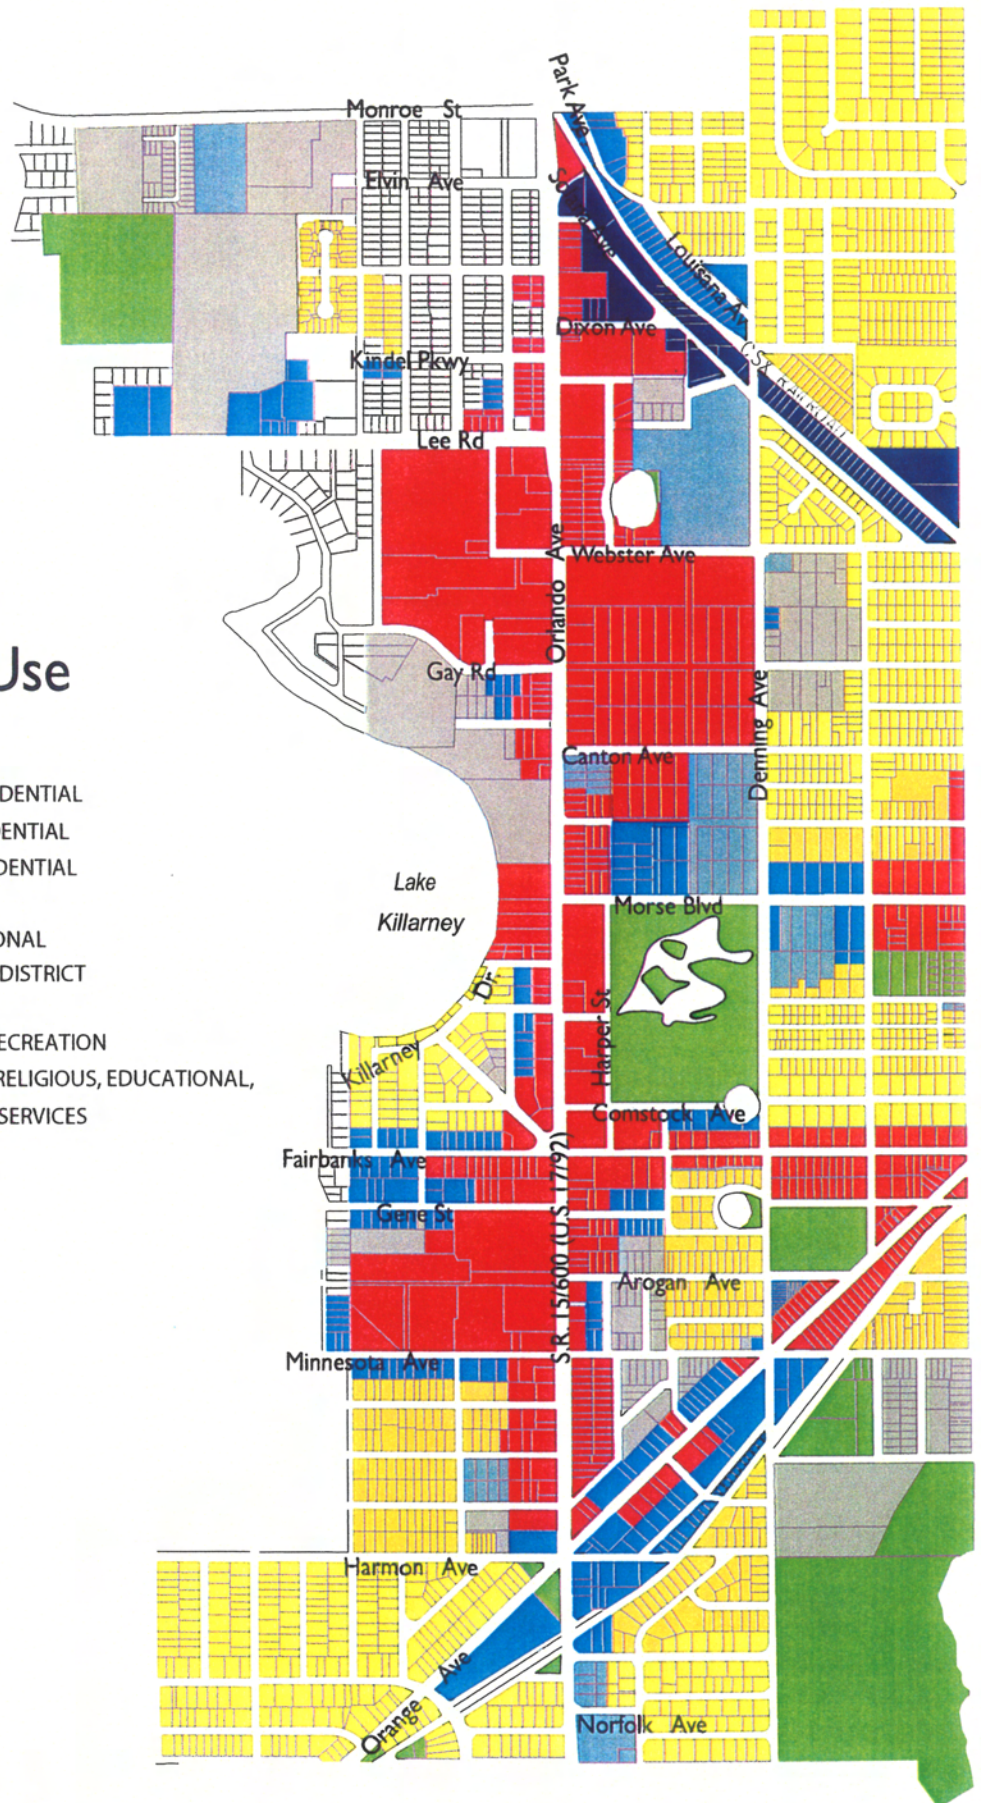 Park Ave
Monroe St
Elvin Ave
Louisana Av
Dixon Ave
CSX RAILROAD
Kindel Pkwy
Lee Rd
Orlando Ave
Webster Ave
Use
Gay Rd
Denning Ave
Canton Ave
DENTIAL
ENTIAL
DENTIAL
Lake
Killarney
Morse Blvd
ONAL
DISTRICT
Dr
Harper St
ECREATION
Killarney
RELIGIOUS, EDUCATIONAL,
SERVICES
Comstock Ave
Fairbanks Ave
S.R. 15/600 (U.S. 17/92)
Gene St
Arogan Ave
Minnesota Ave
Harmon Ave
Orange Ave
Norfolk Ave